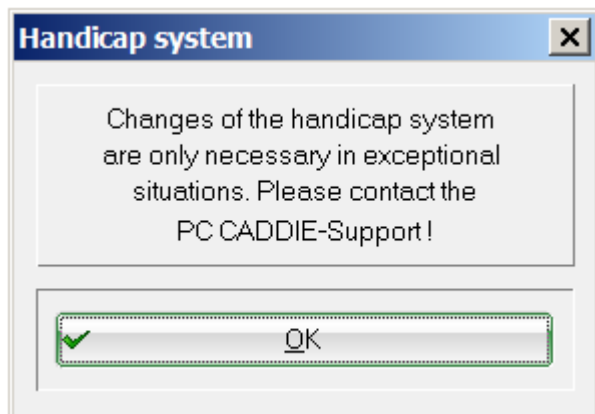 Handicap system
Changes of the handicap system
are only necessary in exceptional
situations. Please contact the
PC CADDIE-Support !
OK